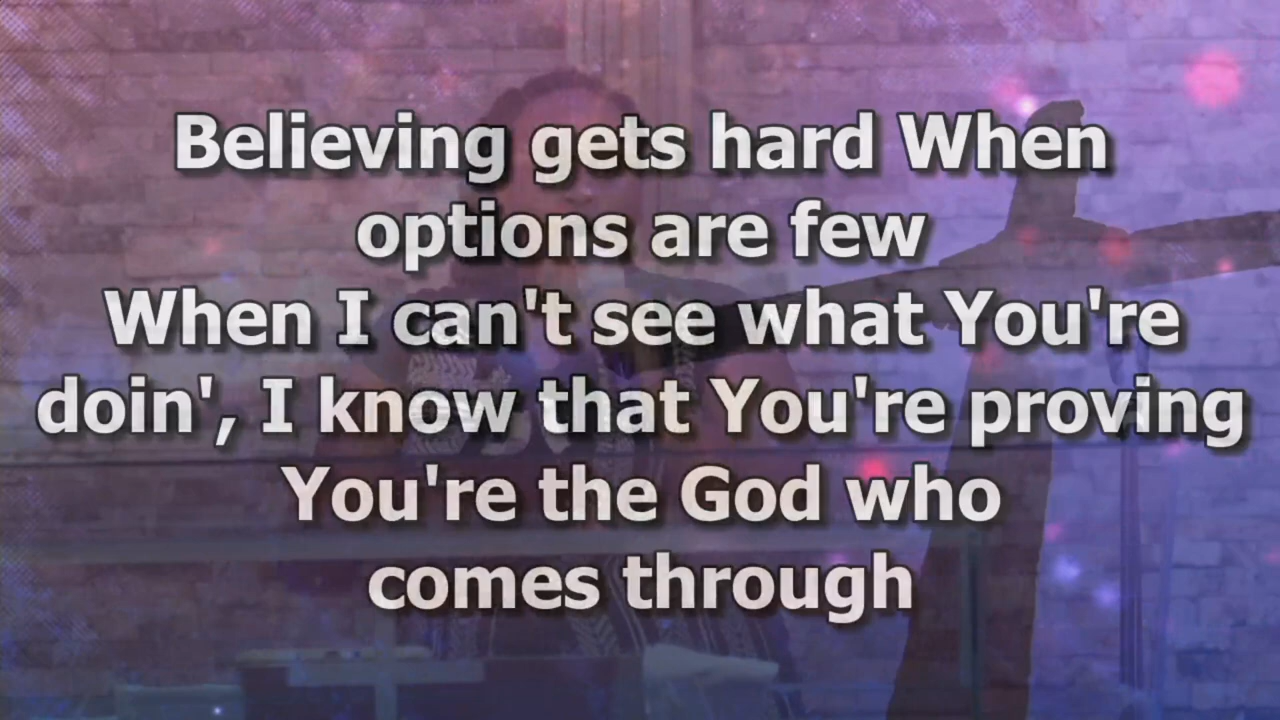 Believing gets hard When
options are few
When I can't see what You're
doin', I know that You're proving
You're the God who
comes through